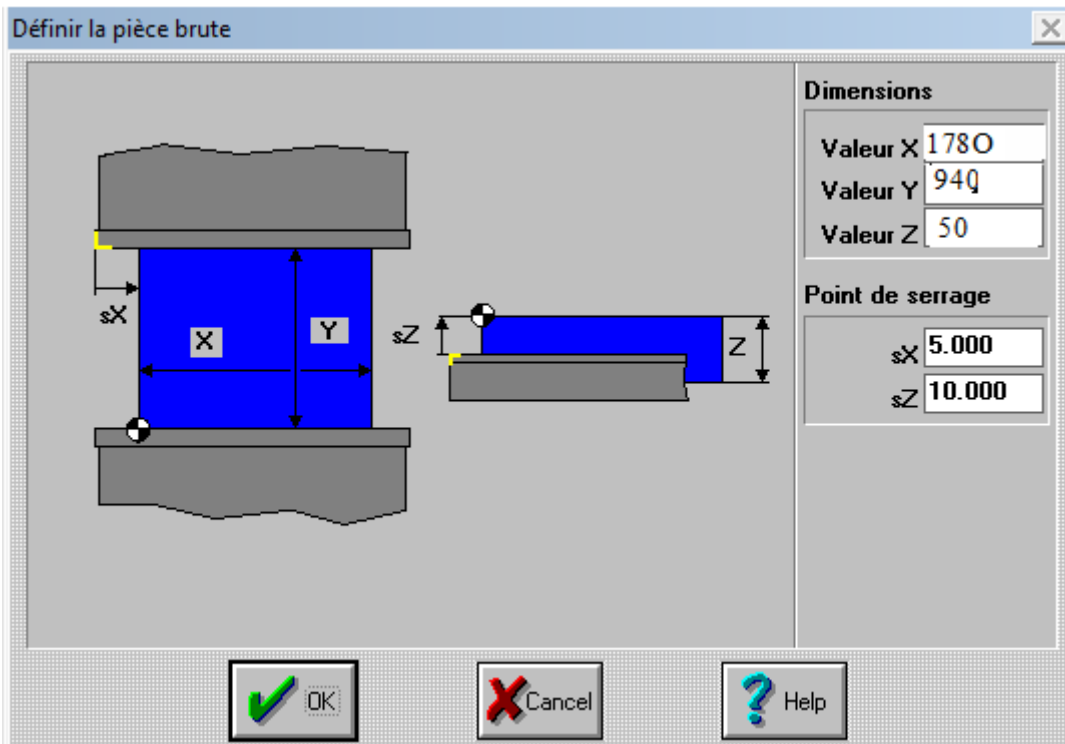 Définir la pièce brute
Dimensions
Valeur X 178O
Valeur Y 940
Valeur Z 50
Point de serrage
sX 5.000
sZ 10.000
sX
X
Y
sZ
Z
OK
Cancel
? Help